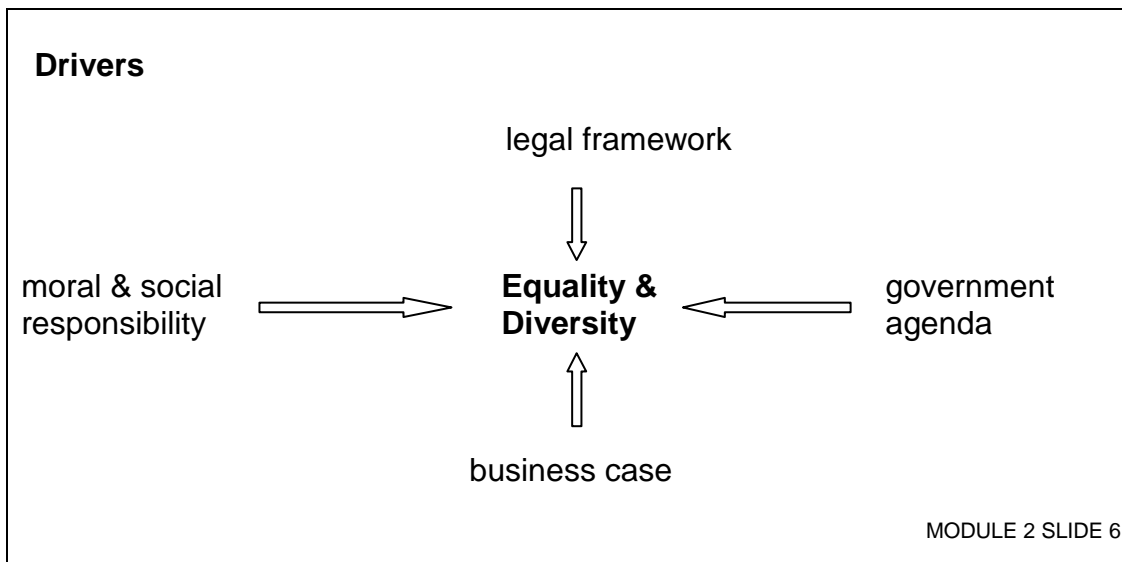 Drivers
legal framework
moral & social
responsibility
Equality &
Diversity
government
agenda
business case
MODULE 2 SLIDE 6